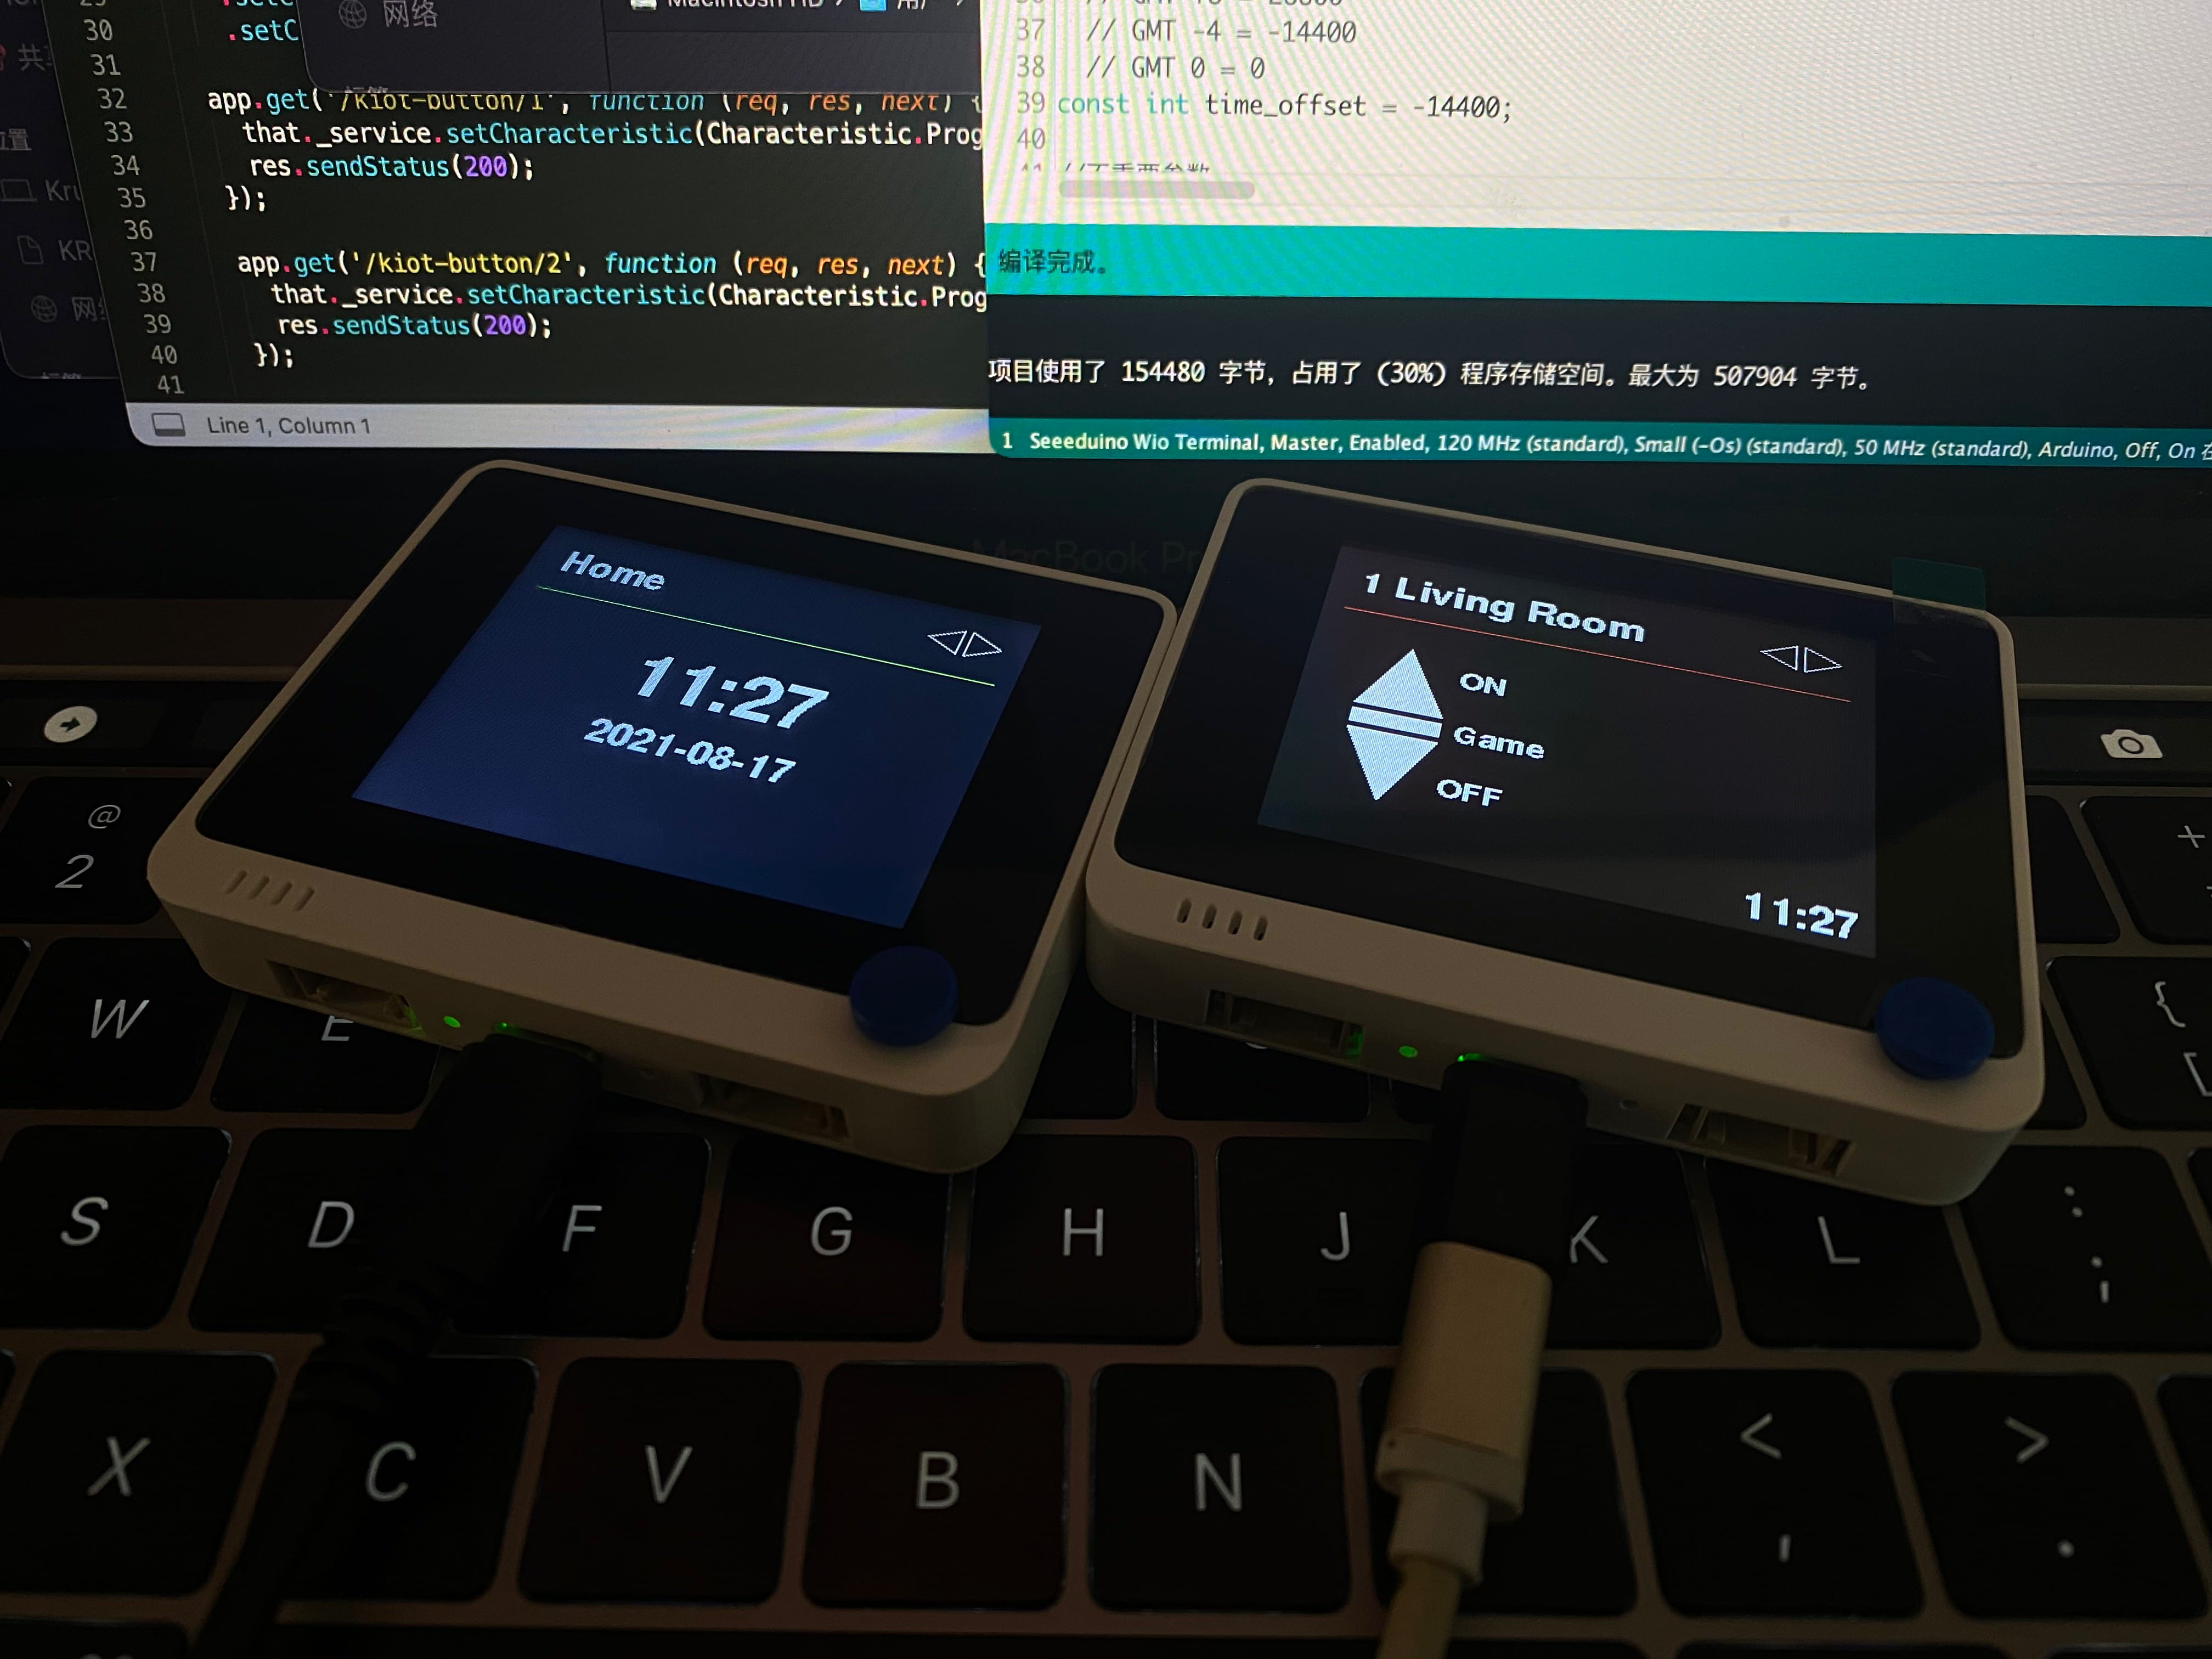 网络
30 .setC
31
32 app.get('/kiot-button/1', function (req, res, next) {
33 that._service.setCharacteristic(Characteristic.Prog
34 res.sendStatus(200);
35 });
36
37 app.get('/kiot-button/2', function (req, res, next) {
38 that._service.setCharacteristic(Characteristic.Prog
39 res.sendStatus(200);
40 });
41
Line 1, Column 1
37 // GMT -4 = -14400
38 // GMT 0 = 0
39 const int time_offset = -14400;
40
编译完成。
项目使用了 154480 字节，占用了 (30%) 程序存储空间。最大为 507904 字节。
1 Seeeduino Wio Terminal, Master, Enabled, 120 MHz (standard), Small (-Os) (standard), 50 MHz (standard), Arduino, Off, On 在
MacBook Pr
Home
11:27
2021-08-17
1 Living Room
ON
Game
OFF
11:27
@
2
+
W
E
{
[
S
D
F
G
H
J
K
L
:
;
X
C
V
B
N
<
,
>
.